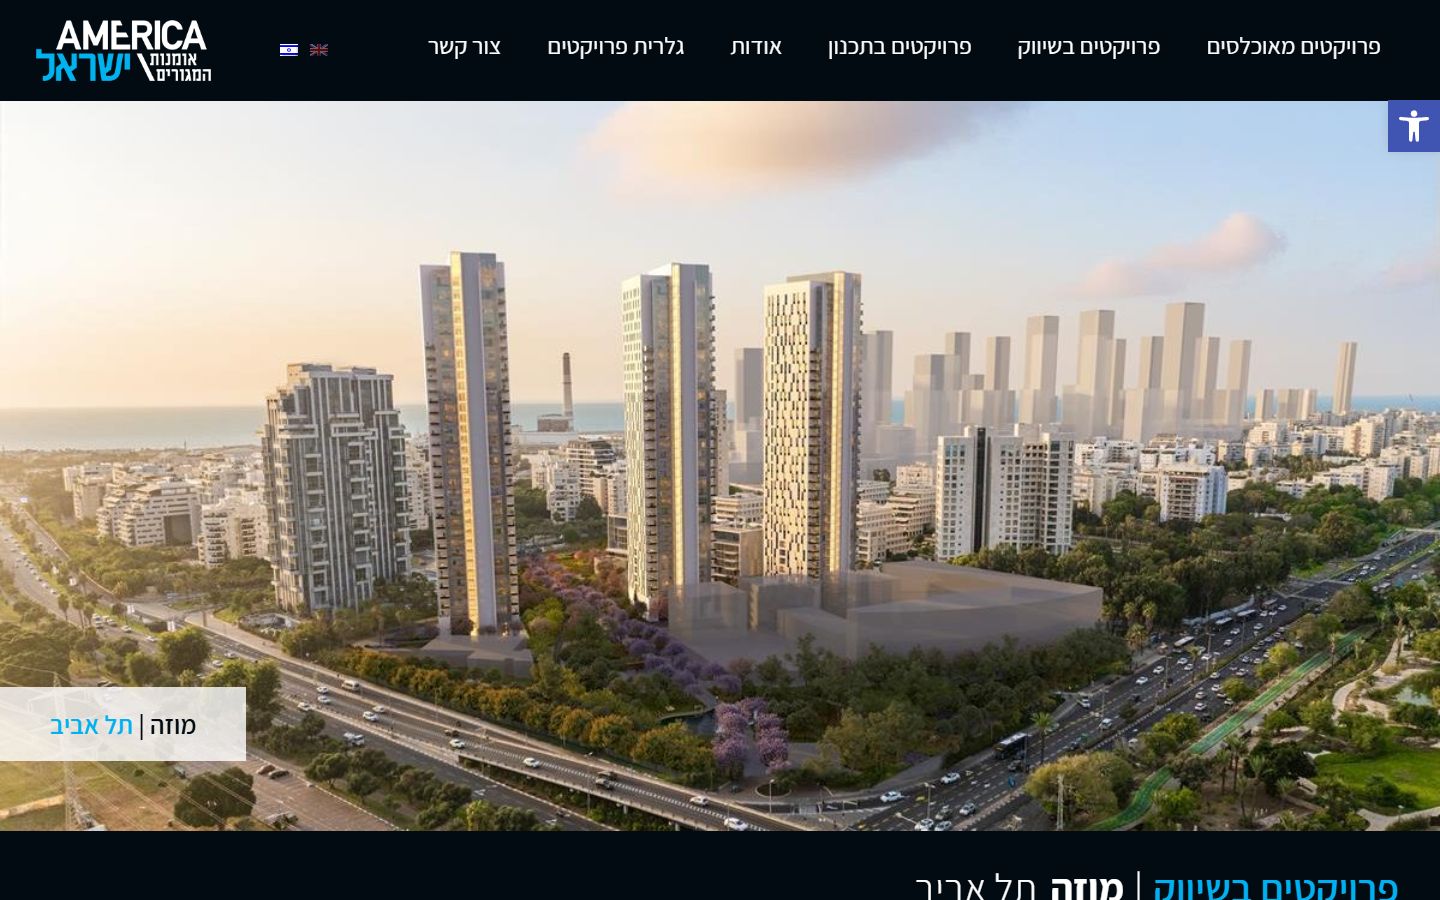 פרויקטים מאוכלסים
פרויקטים בשיווק
פרויקטים בתכנון
אודות
גלרית פרויקטים
צור קשר
AMERICA
אומנות
המגורים
ישראל
מוזה | תל אביב
פרויקטים בשיווק | מוזה תל אביב